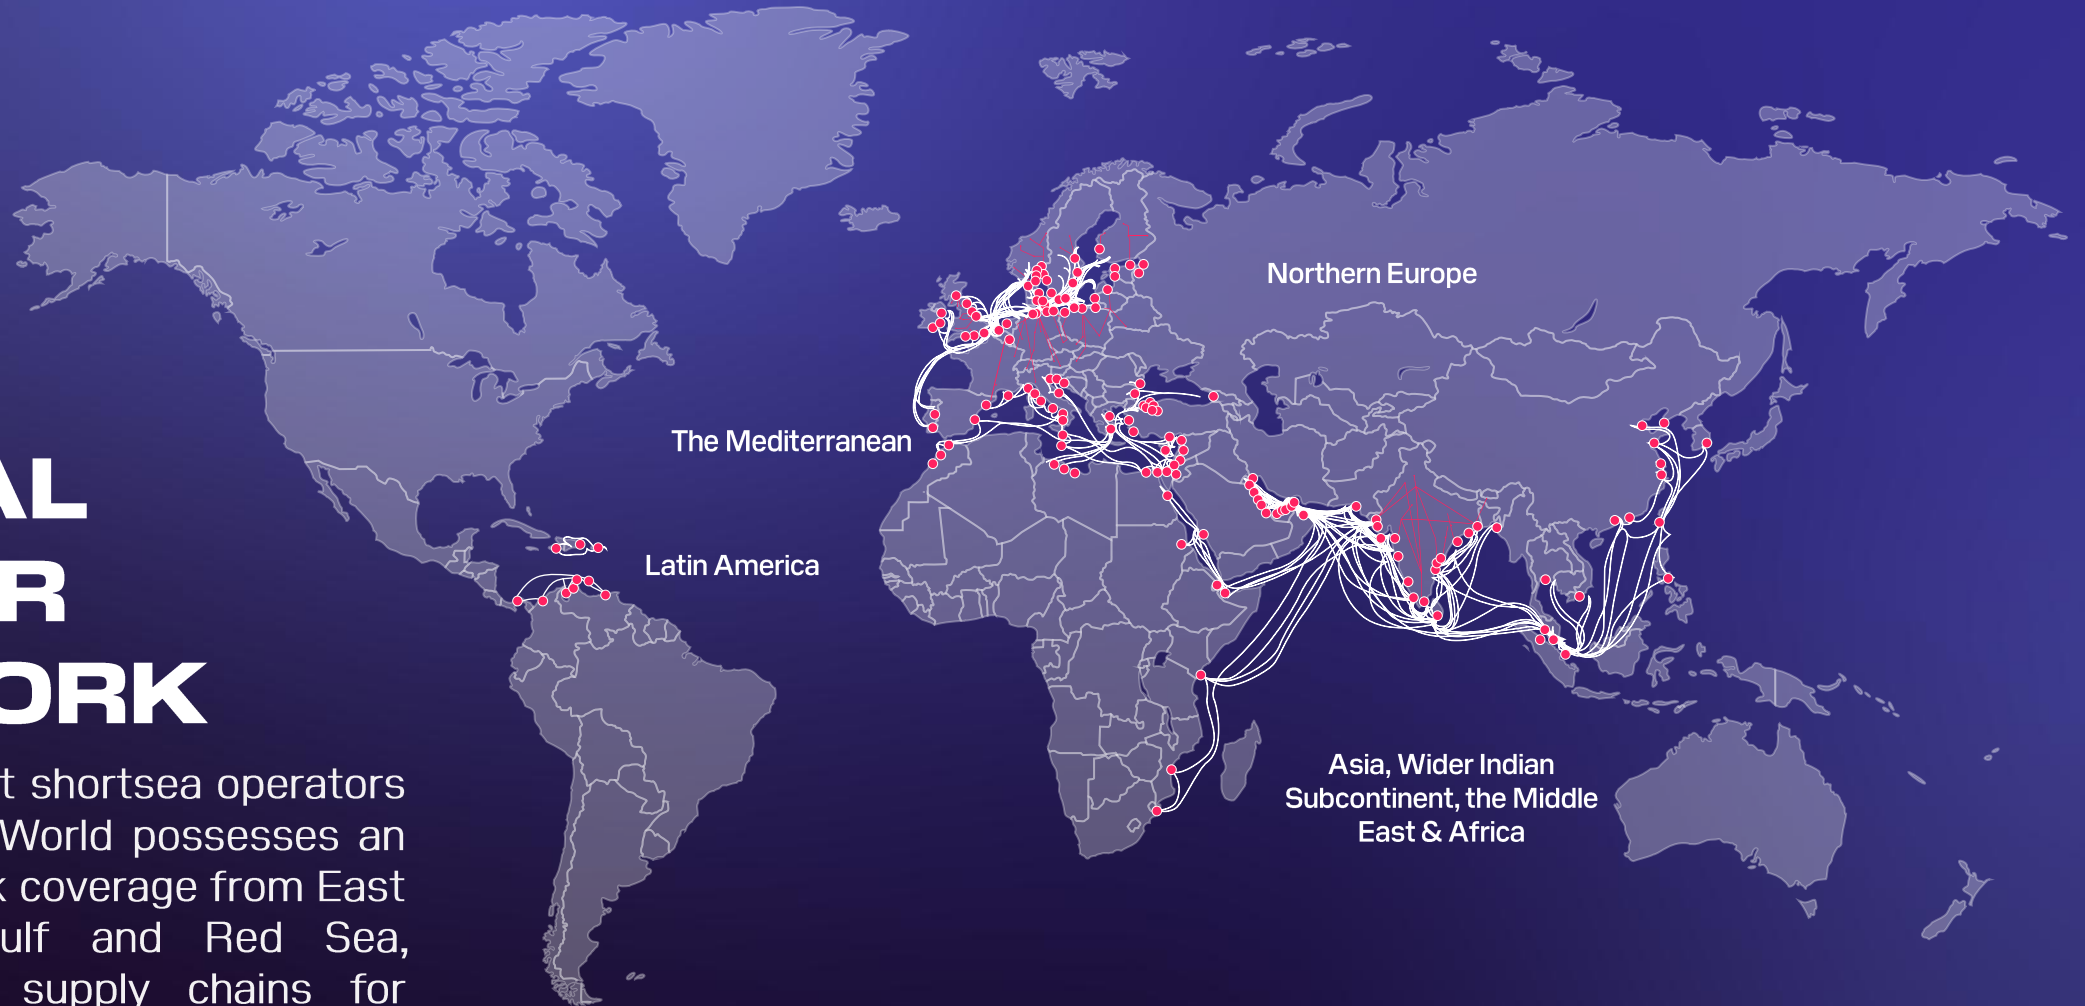 AL
R
ORK
t shortsea operators
World possesses an
k coverage from East
ulf and Red Sea,
supply chains for
Northern Europe
The Mediterranean
Latin America
Asia, Wider Indian
Subcontinent, the Middle
East & Africa